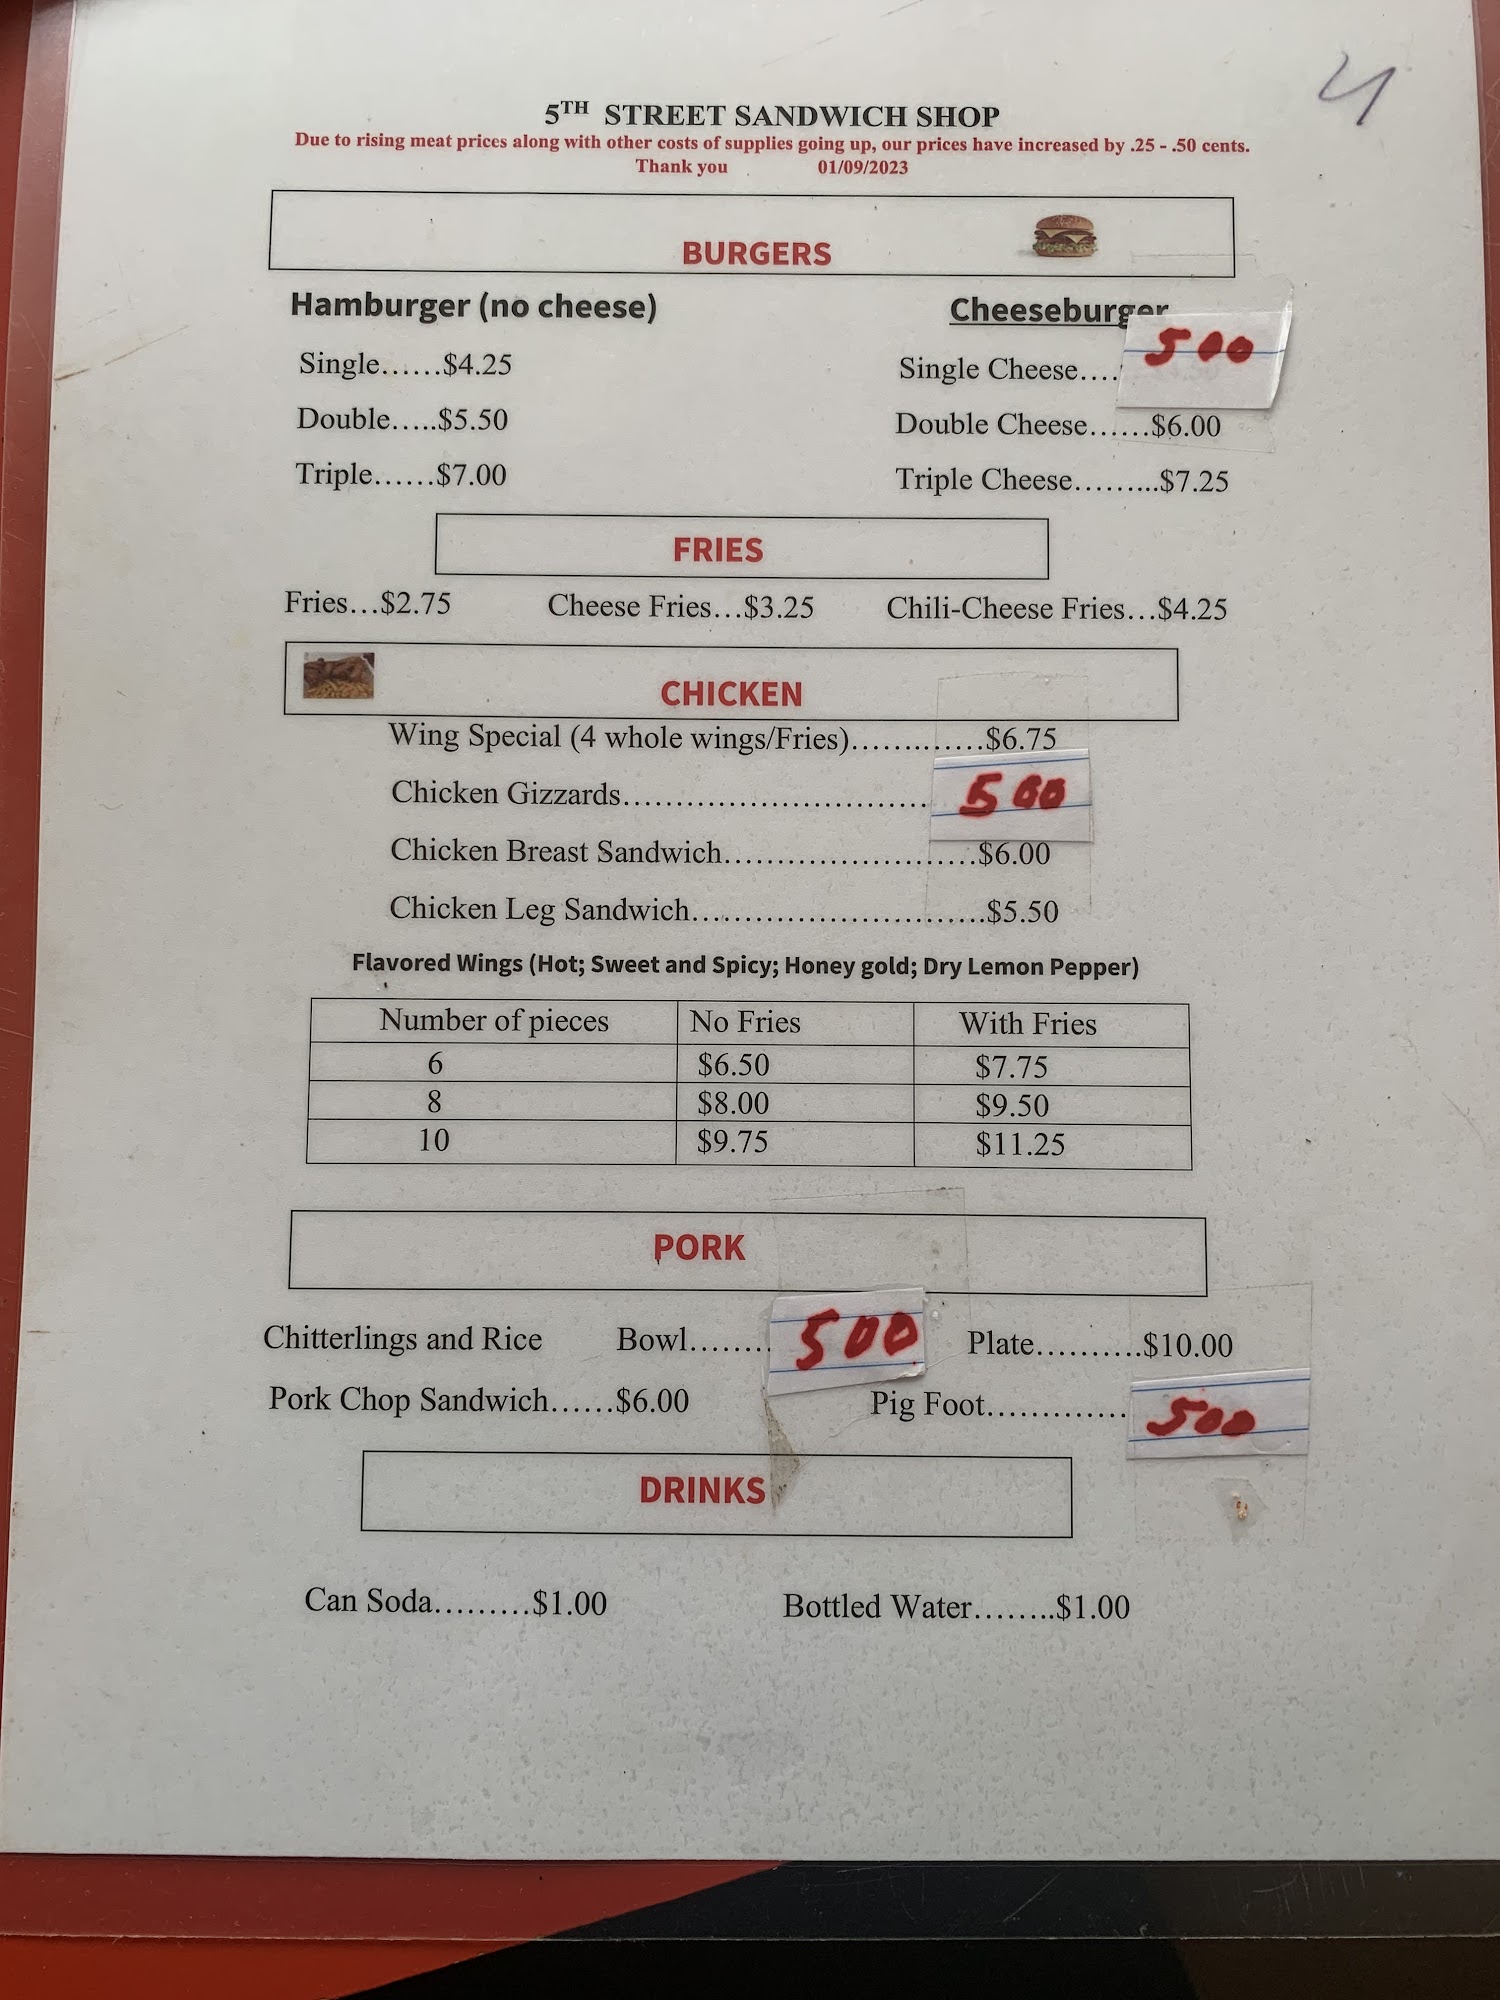 4
5TH STREET SANDWICH SHOP
Due to rising meat prices along with other costs of supplies going up, our prices have increased by .25 - .50 cents.
Thank you 01/09/2023
BURGERS
Hamburger (no cheese) Cheeseburger
Single......$4.25 Single Cheese.... 500
Double.....$5.50 Double Cheese......$6.00
Triple......$7.00 Triple Cheese.........$7.25
FRIES
Fries...$2.75 Cheese Fries...$3.25 Chili-Cheese Fries...$4.25
CHICKEN
Wing Special (4 whole wings/Fries).............$6.75
Chicken Gizzards............................. 500
Chicken Breast Sandwich........................$6.00
Chicken Leg Sandwich............................$5.50
Flavored Wings (Hot; Sweet and Spicy; Honey gold; Dry Lemon Pepper)
Number of pieces No Fries With Fries
6 $6.50 $7.75
8 $8.00 $9.50
10 $9.75 $11.25
PORK
Chitterlings and Rice Bowl........ 500 Plate..........$10.00
Pork Chop Sandwich......$6.00 Pig Foot............. 500
DRINKS
Can Soda.........$1.00 Bottled Water........$1.00